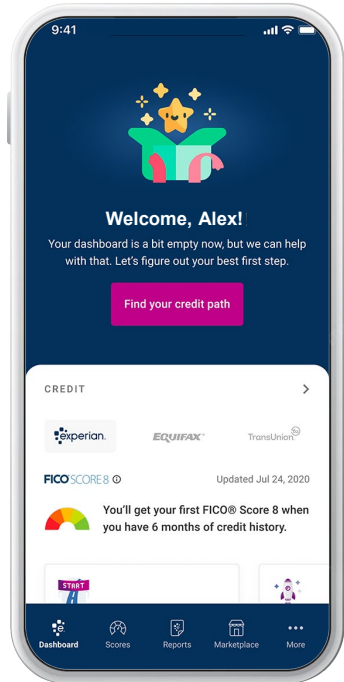 9:41
Welcome, Alex!
Your dashboard is a bit empty now, but we can help
with that. Let's figure out your best first step.
Find your credit path
CREDIT
experian.
EQUIFAX®
TransUnion
tu
FICO® SCORE 8
Updated Jul 24, 2020
You'll get your first FICO® Score 8 when
you have 6 months of credit history.
START
e
Dashboard
Scores
Reports
Marketplace
More